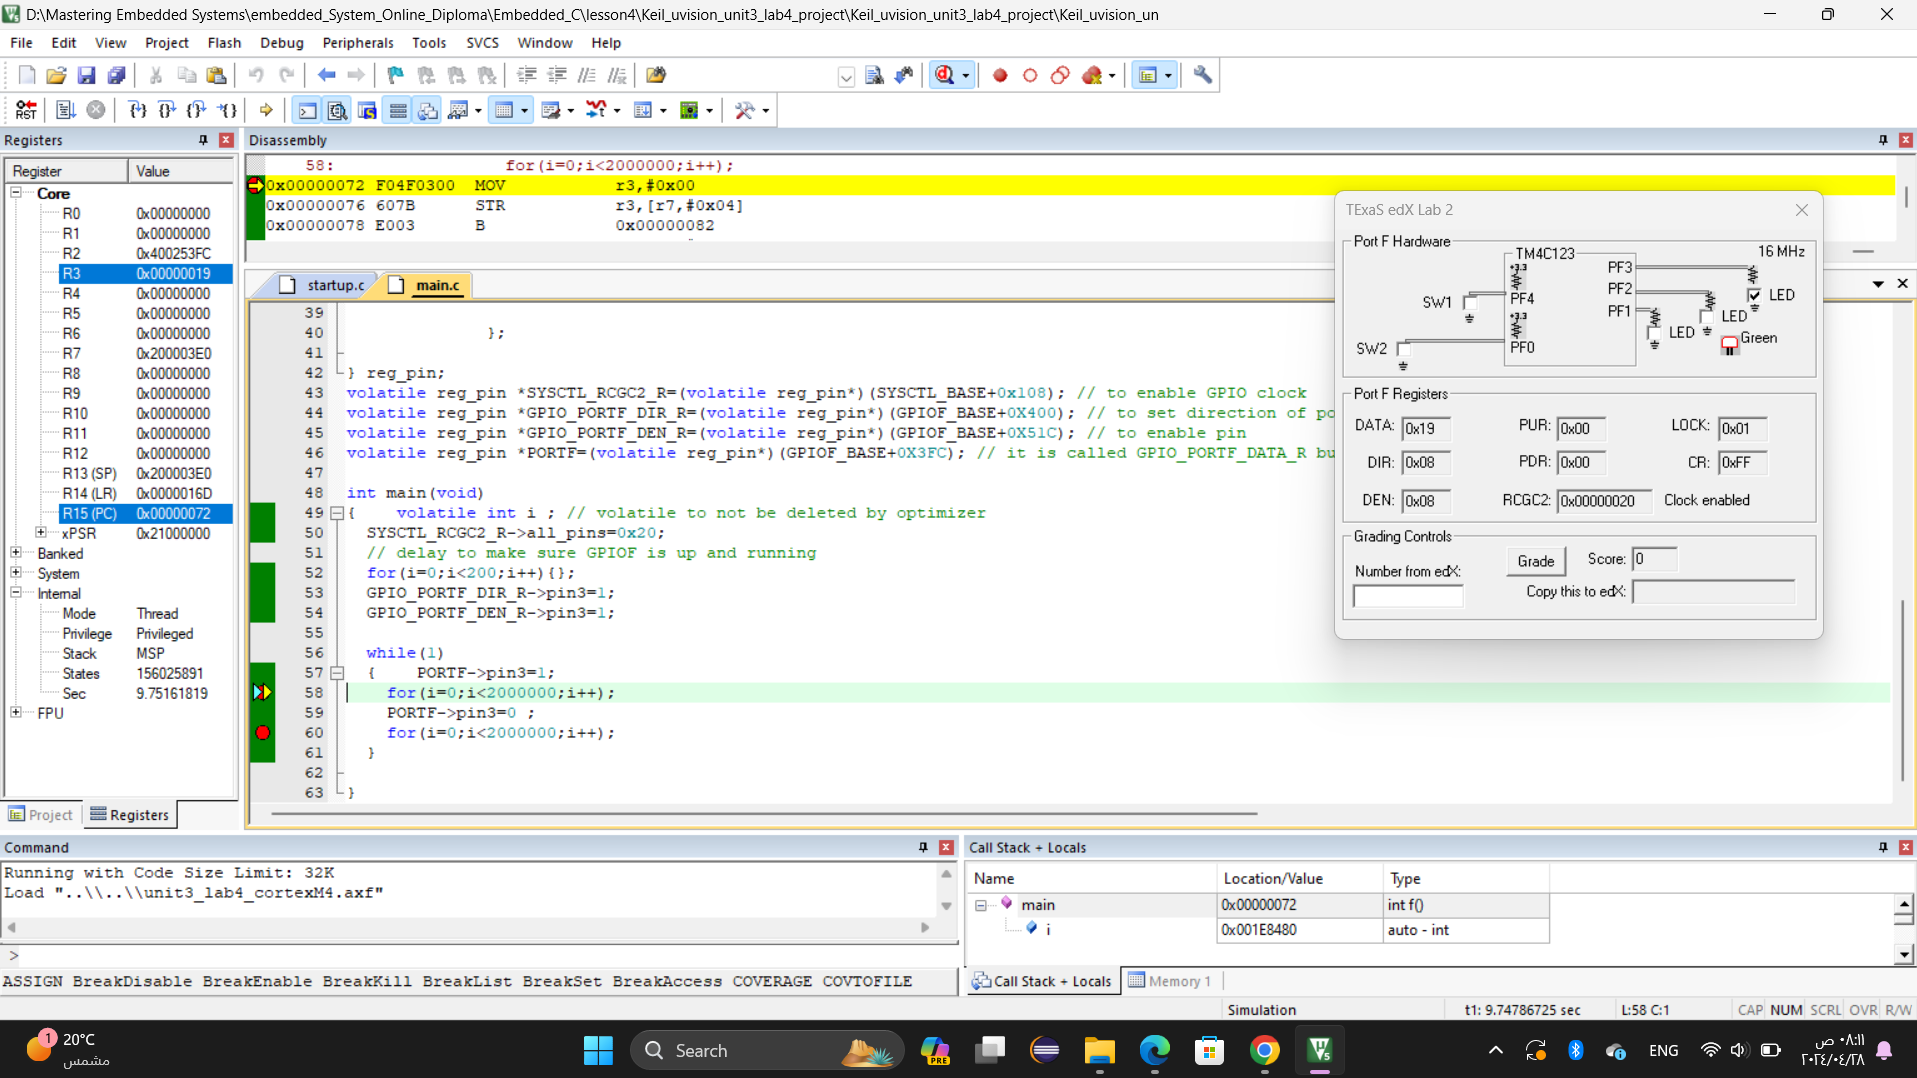 D:\Mastering Embedded Systems\embedded_System_Online_Diploma\Embedded_C\lesson4\Keil_uvision_unit3_lab4_project\Keil_uvision_unit3_lab4_project\Keil_uvision_un
File Edit View Project Flash Debug Peripherals Tools SVCS Window Help
RST
Registers
Register Value
Core
R0 0x00000000
R1 0x00000000
R2 0x400253FC
R3 0x00000019
R4 0x00000000
R5 0x00000000
R6 0x00000000
R7 0x200003E0
R8 0x00000000
R9 0x00000000
R10 0x00000000
R11 0x00000000
R12 0x00000000
R13 (SP) 0x200003E0
R14 (LR) 0x0000016D
R15 (PC) 0x00000072
xPSR 0x21000000
Banked
System
Internal
Mode Thread
Privilege Privileged
Stack MSP
States 156025891
Sec 9.75161819
FPU
Project Registers
Disassembly
58: for(i=0;i<2000000;i++);
0x00000072 F04F0300 MOV r3,#0x00
0x00000076 607B STR r3,[r7,#0x04]
0x00000078 E003 B 0x00000082
startup.c main.c
39
40 };
41
42 } reg_pin;
43 volatile reg_pin *SYSCTL_RCGC2_R=(volatile reg_pin*)(SYSCTL_BASE+0x108); // to enable GPIO clock
44 volatile reg_pin *GPIO_PORTF_DIR_R=(volatile reg_pin*)(GPIOF_BASE+0X400); // to set direction of po
45 volatile reg_pin *GPIO_PORTF_DEN_R=(volatile reg_pin*)(GPIOF_BASE+0X51C); // to enable pin
46 volatile reg_pin *PORTF=(volatile reg_pin*)(GPIOF_BASE+0X3FC); // it is called GPIO_PORTF_DATA_R bu
47
48 int main(void)
49 { volatile int i ; // volatile to not be deleted by optimizer
50 SYSCTL_RCGC2_R->all_pins=0x20;
51 // delay to make sure GPIOF is up and running
52 for(i=0;i<200;i++){};
53 GPIO_PORTF_DIR_R->pin3=1;
54 GPIO_PORTF_DEN_R->pin3=1;
55
56 while(1)
57 { PORTF->pin3=1;
58 for(i=0;i<2000000;i++);
59 PORTF->pin3=0 ;
60 for(i=0;i<2000000;i++);
61 }
62
63 }
TExaS edX Lab 2
Port F Hardware
TM4C123 16 MHz
+3.3 PF3
PF2 LED
SW1 PF4
PF1 LED
+3.3 LED
SW2 PF0 Green
Port F Registers
DATA: 0x19 PUR: 0x00 LOCK: 0x01
DIR: 0x08 PDR: 0x00 CR: 0xFF
DEN: 0x08 RCGC2: 0x00000020 Clock enabled
Grading Controls
Number from edX: Grade Score: 0
Copy this to edX:
Command
Running with Code Size Limit: 32K
Load "..\\..\\unit3_lab4_cortexM4.axf"
>
ASSIGN BreakDisable BreakEnable BreakKill BreakList BreakSet BreakAccess COVERAGE COVTOFILE
Call Stack + Locals
Name Location/Value Type
main 0x00000072 int f()
i 0x001E8480 auto - int
Call Stack + Locals Memory 1
Simulation t1: 9.74786725 sec L:58 C:1 CAP NUM SCRL OVR R/W
1
20°C
مشمس
Search
PRE
ENG
٠٨:١١ ص
٢٠٢٤/٠٤/٢٨